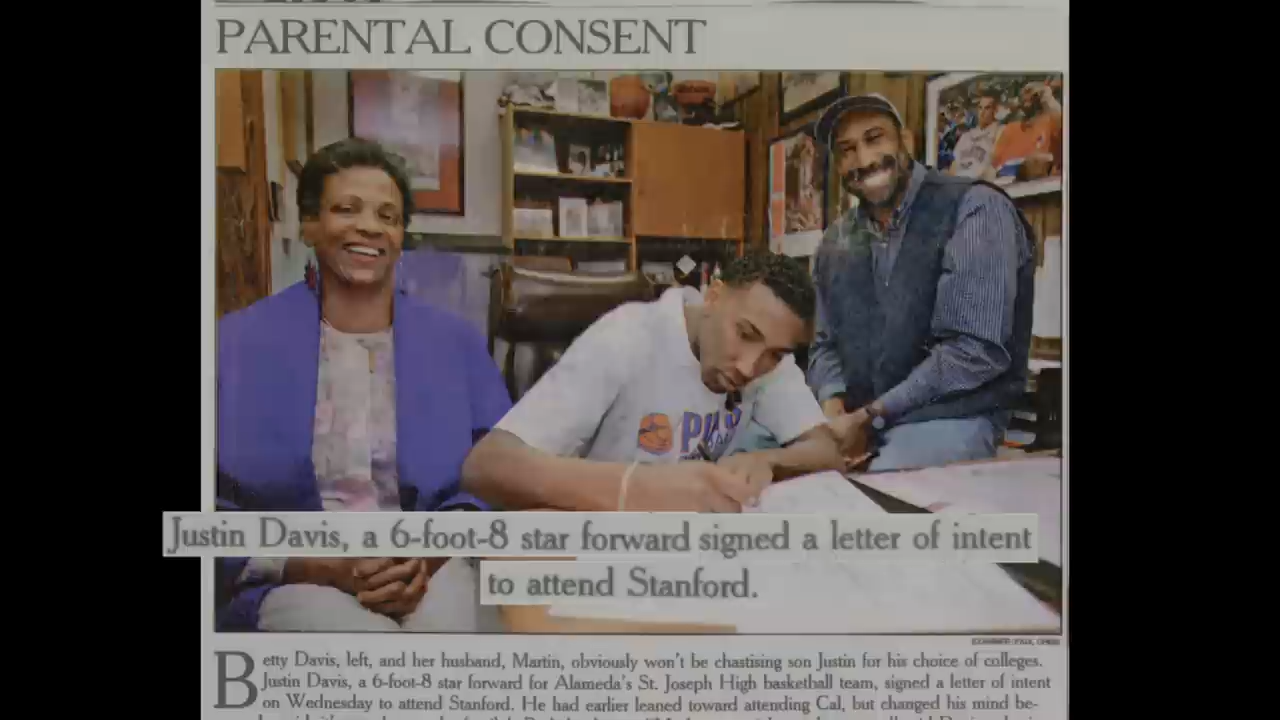 PARENTAL CONSENT
Justin Davis, a 6-foot-8 star forward signed a letter of intent
to attend Stanford.
Betty Davis, left, and her husband, Martin, obviously won't be chastising son Justin for his choice of colleges.
Justin Davis, a 6-foot-8 star forward for Alameda's St. Joseph High basketball team, signed a letter of intent
on Wednesday to attend Stanford. He had earlier leaned toward attending Cal, but changed his mind be-